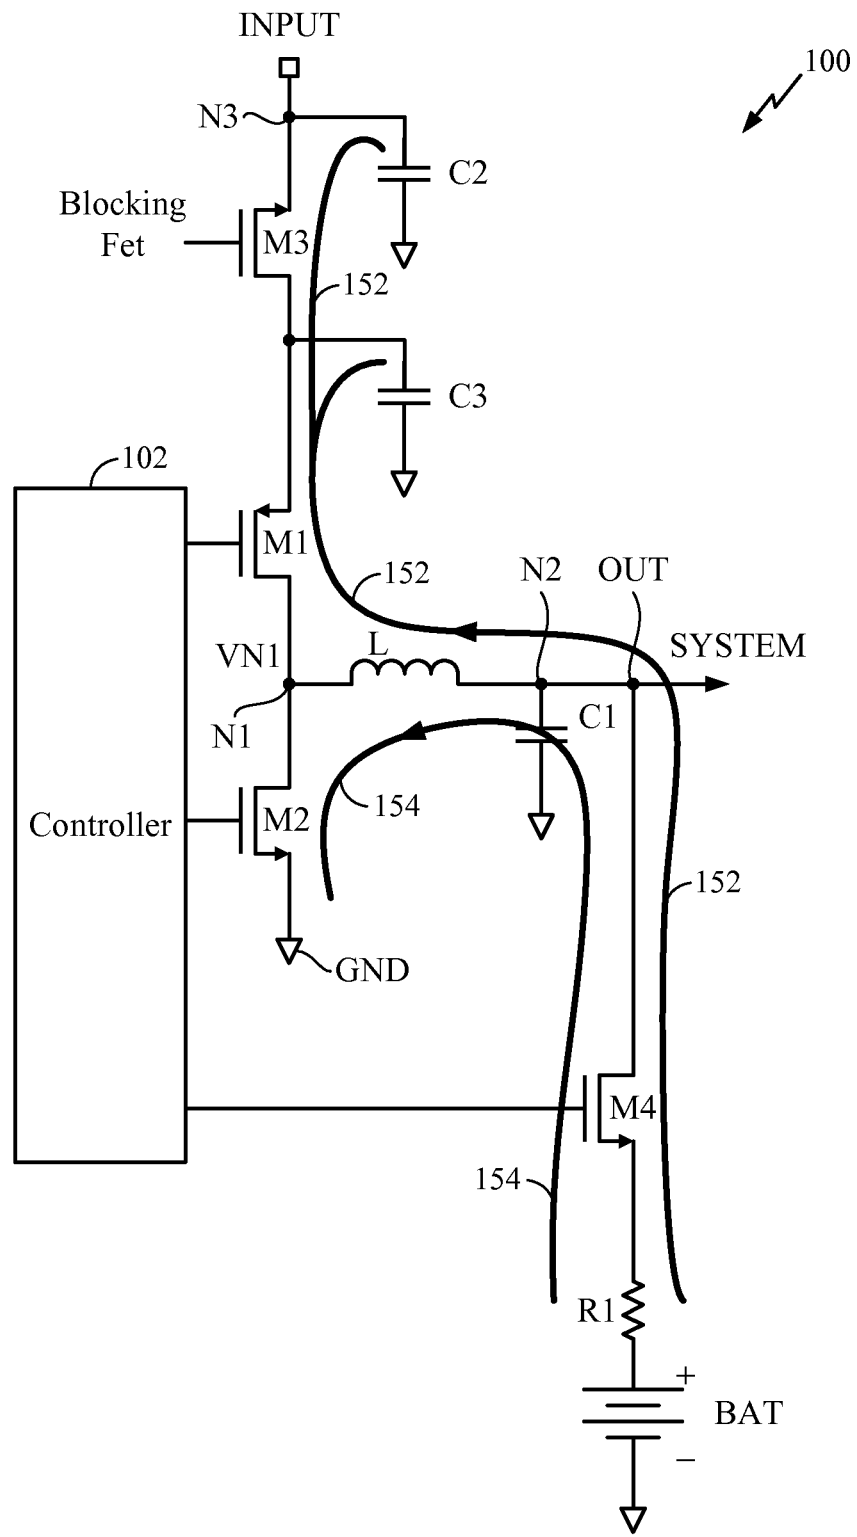 INPUT
100
N3
C2
Blocking
Fet
M3
152
C3
102
M1
152
N2
OUT
VN1
L
SYSTEM
N1
C1
154
Controller
M2
152
GND
M4
154
R1
+
BAT
−